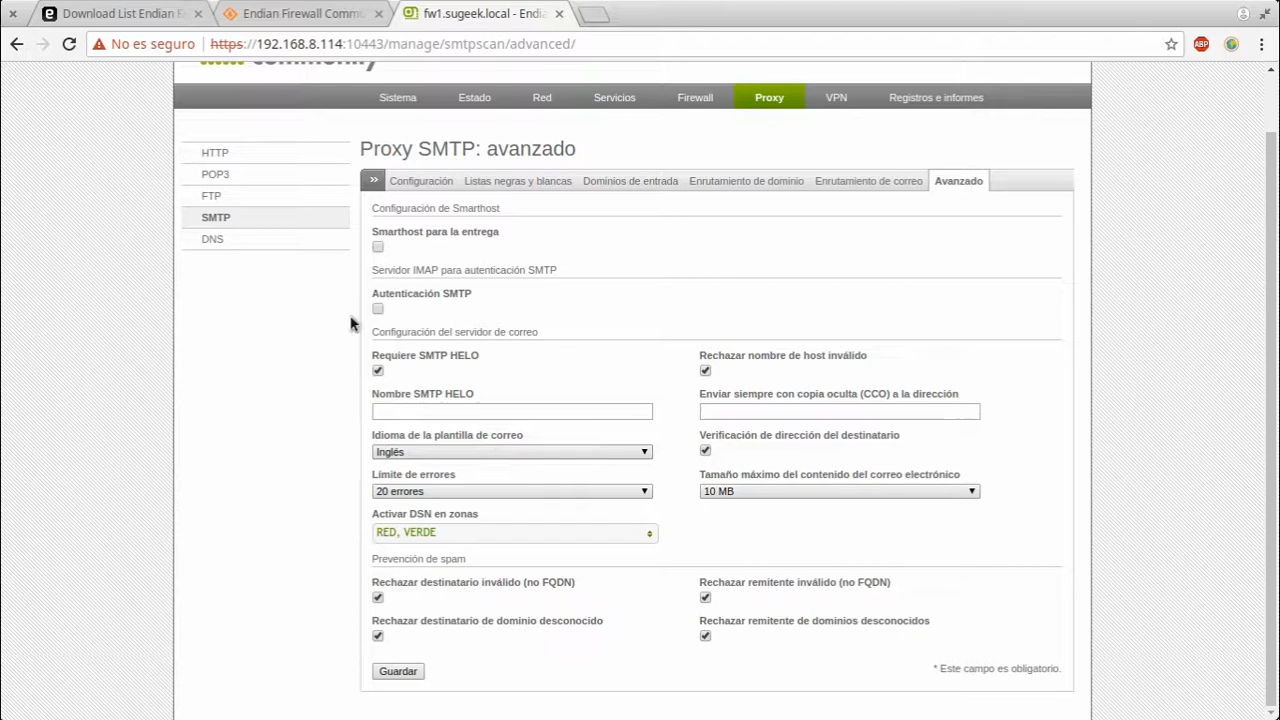 Download List Endian F
Endian Firewall Commu
fw1.sugeek.local - Endia
No es seguro
https://192.168.8.114:10443/manage/smtpscan/advanced/
ABP
community
Sistema
Estado
Red
Servicios
Firewall
Proxy
VPN
Registros e informes
HTTP
POP3
FTP
SMTP
DNS
Proxy SMTP: avanzado
»
Configuración
Listas negras y blancas
Dominios de entrada
Enrutamiento de dominio
Enrutamiento de correo
Avanzado
Configuración de Smarthost
Smarthost para la entrega
Servidor IMAP para autenticación SMTP
Autenticación SMTP
Configuración del servidor de correo
Requiere SMTP HELO
Rechazar nombre de host inválido
Nombre SMTP HELO
Enviar siempre con copia oculta (CCO) a la dirección
Idioma de la plantilla de correo
Verificación de dirección del destinatario
Inglés
Límite de errores
Tamaño máximo del contenido del correo electrónico
20 errores
10 MB
Activar DSN en zonas
RED, VERDE
Prevención de spam
Rechazar destinatario inválido (no FQDN)
Rechazar remitente inválido (no FQDN)
Rechazar destinatario de dominio desconocido
Rechazar remitente de dominios desconocidos
Guardar
* Este campo es obligatorio.